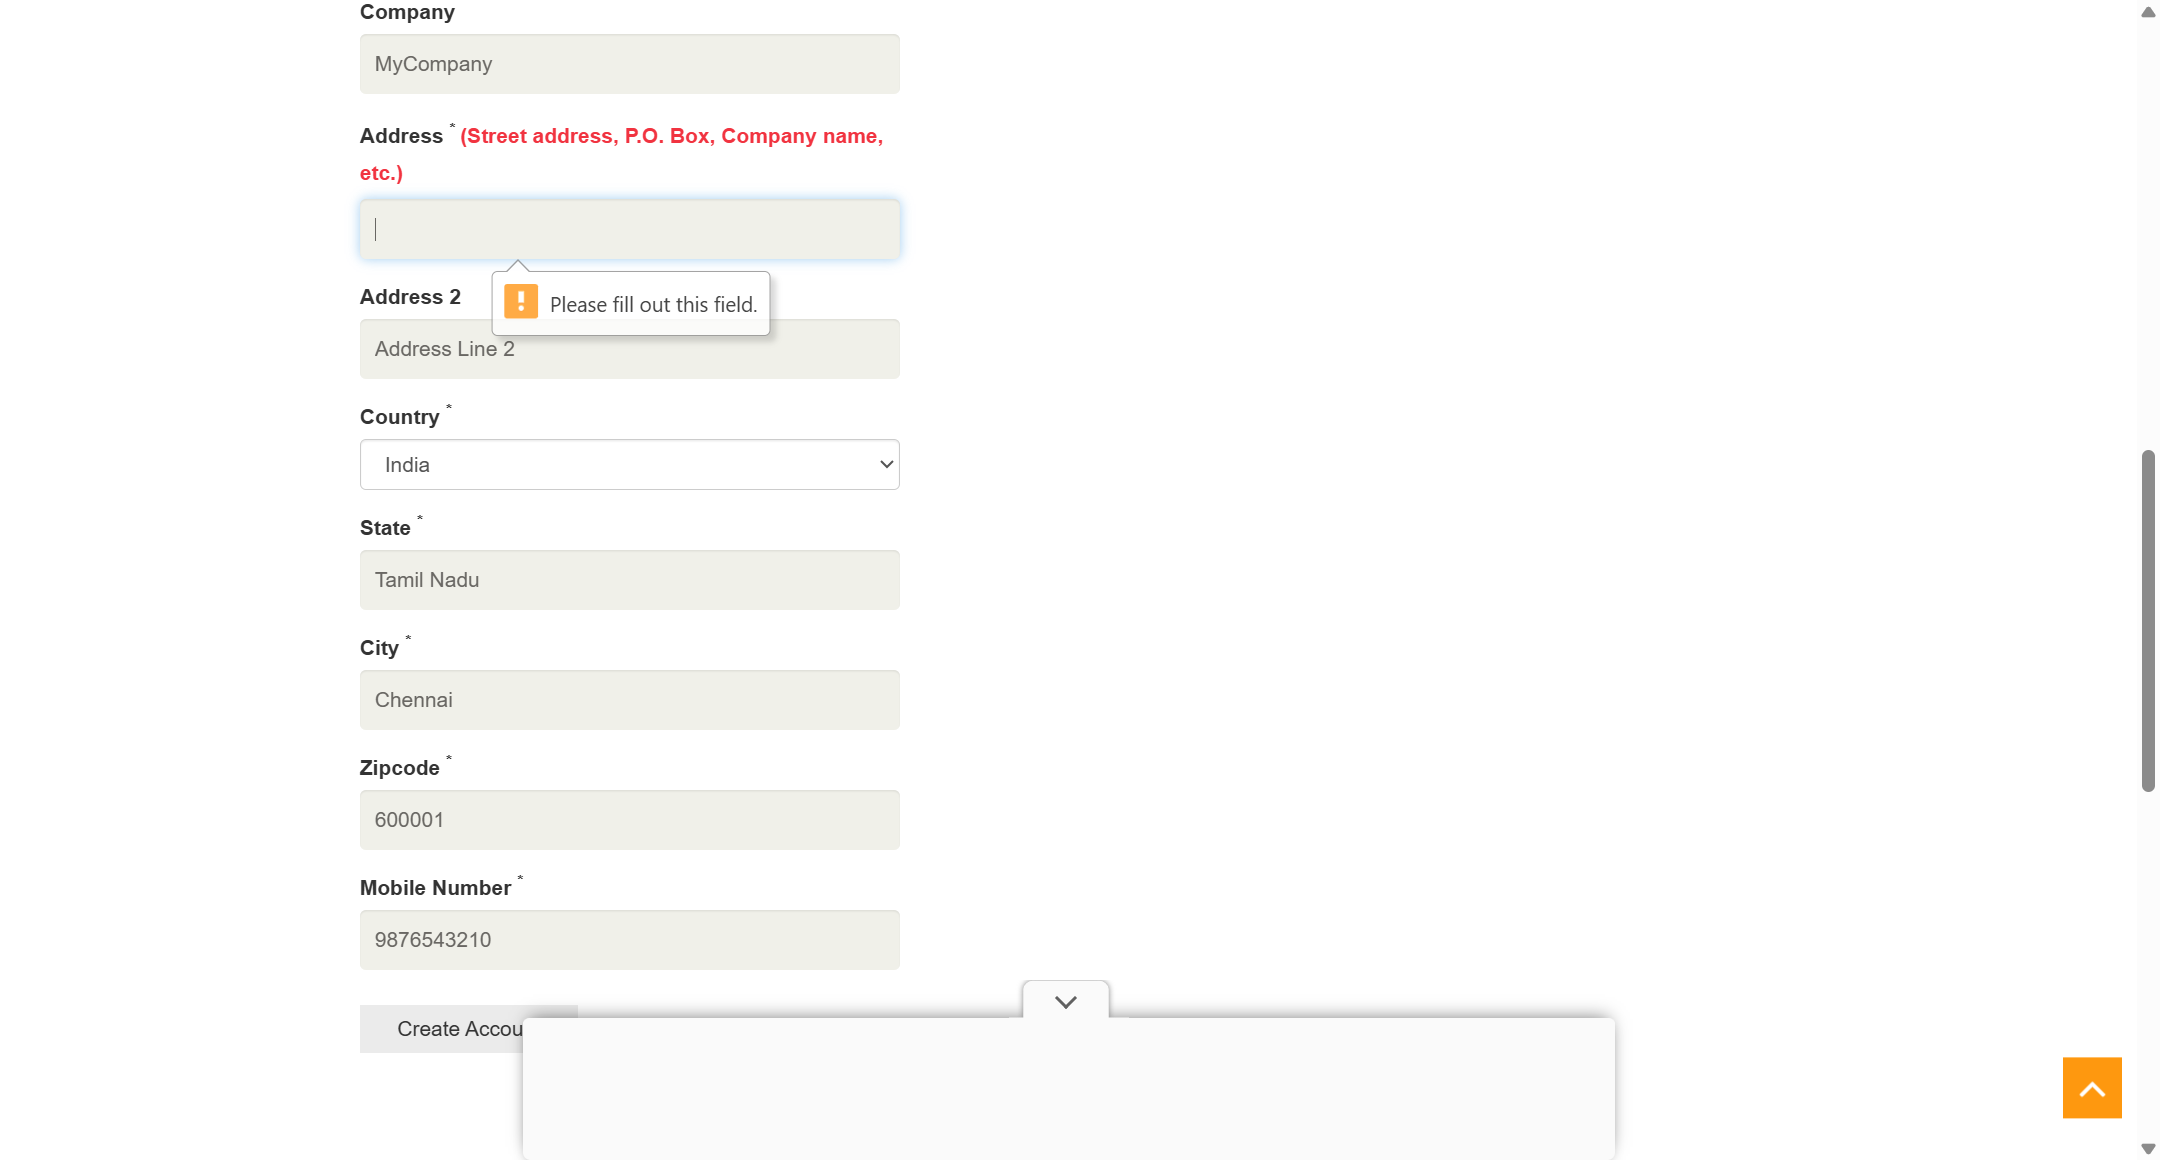 Company
MyCompany
Address * (Street address, P.O. Box, Company name,
etc.)
Please fill out this field.
Address 2
Address Line 2
Country *
India
State *
Tamil Nadu
City *
Chennai
Zipcode *
600001
Mobile Number *
9876543210
Create Accou